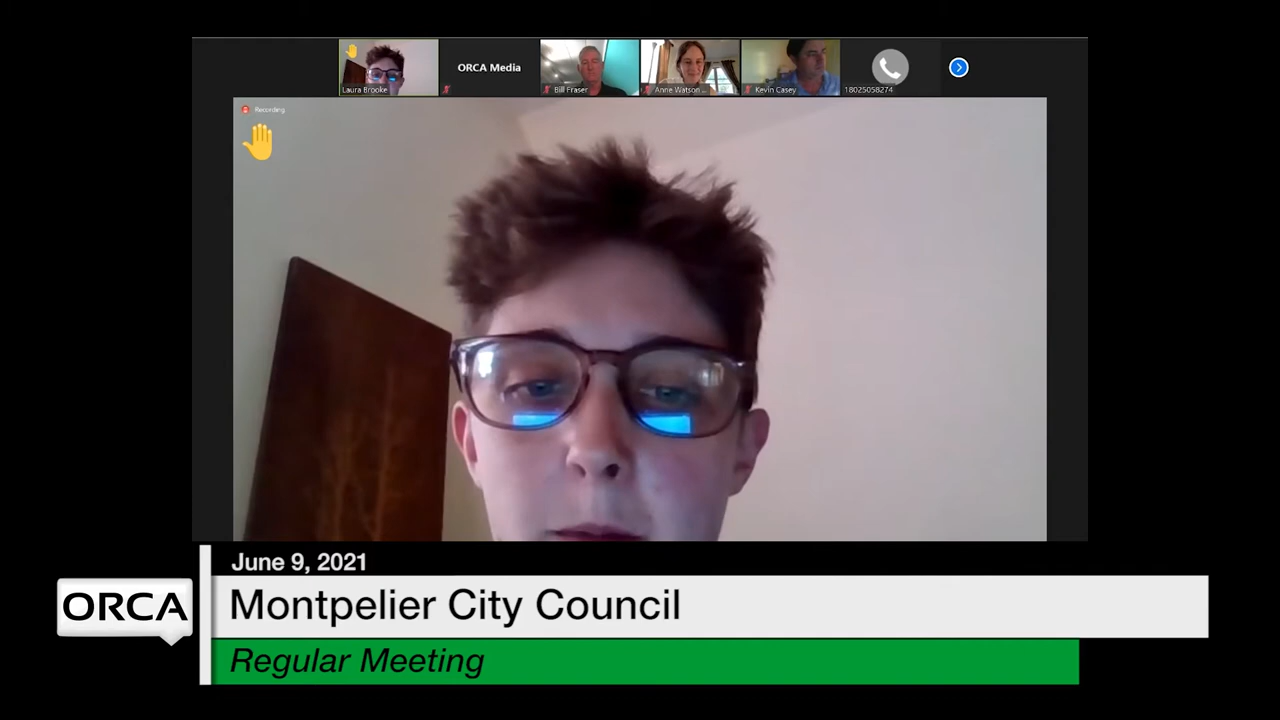 Laura Brooke
ORCA Media
Bill Fraser
Anne Watson...
Kevin Casey
18025058274
Recording
June 9, 2021
ORCA
Montpelier City Council
Regular Meeting